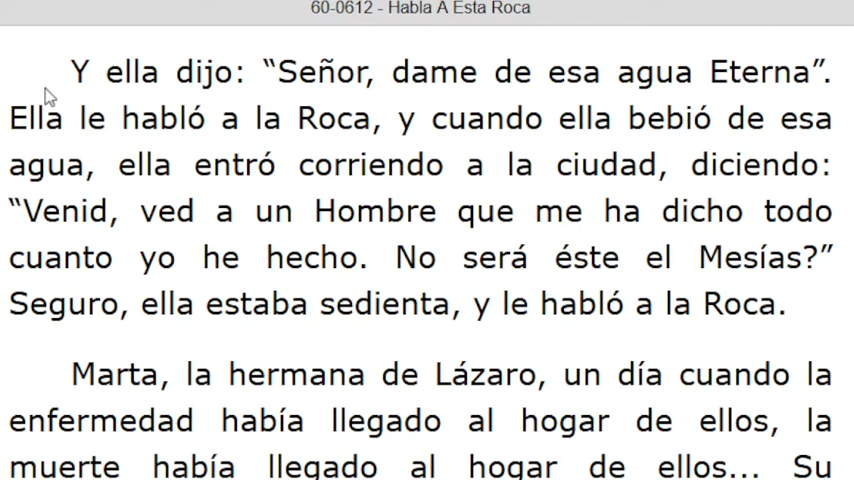 60-0612 - Habla A Esta Roca
Y ella dijo: “Señor, dame de esa agua Eterna”.
Ella le habló a la Roca, y cuando ella bebió de esa
agua, ella entró corriendo a la ciudad, diciendo:
“Venid, ved a un Hombre que me ha dicho todo
cuanto yo he hecho. No será éste el Mesías?”
Seguro, ella estaba sedienta, y le habló a la Roca.
Marta, la hermana de Lázaro, un día cuando la
enfermedad había llegado al hogar de ellos, la
muerte había llegado al hogar de ellos... Su